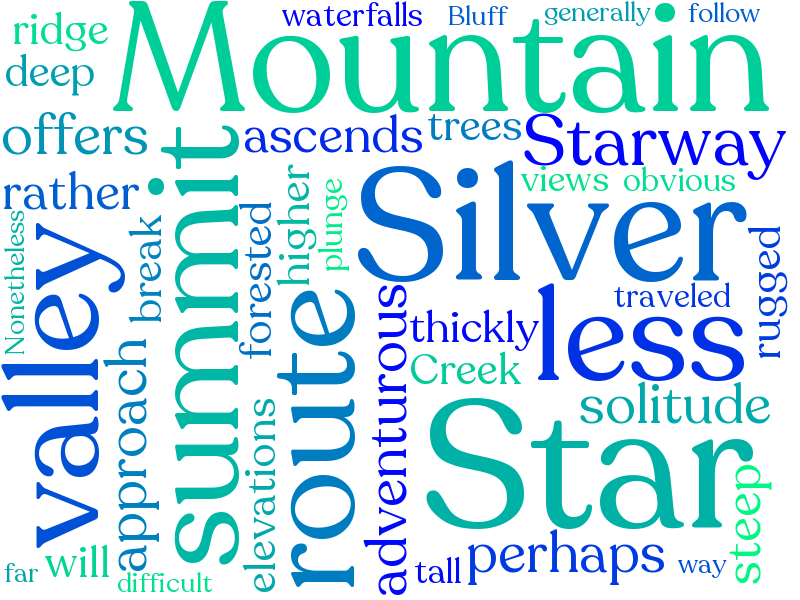 waterfalls
Bluff
generally
follow
ridge
Mountain
deep
offers
ascends
trees
Starway
rather
summit
views
obvious
Silver
Nonetheless
valley
break
forested
higher
plunge
rugged
traveled
less
route
adventurous
thickly
Creek
approach
elevations
solitude
Star
steep
perhaps
way
tall
far
will
difficult